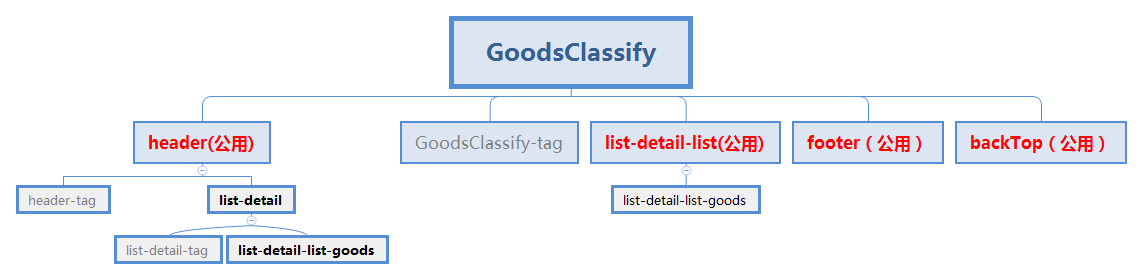 GoodsClassify
header(公用)
GoodsClassify-tag
list-detail-list(公用)
footer（公用）
backTop（公用）
header-tag
list-detail
list-detail-list-goods
list-detail-tag
list-detail-list-goods